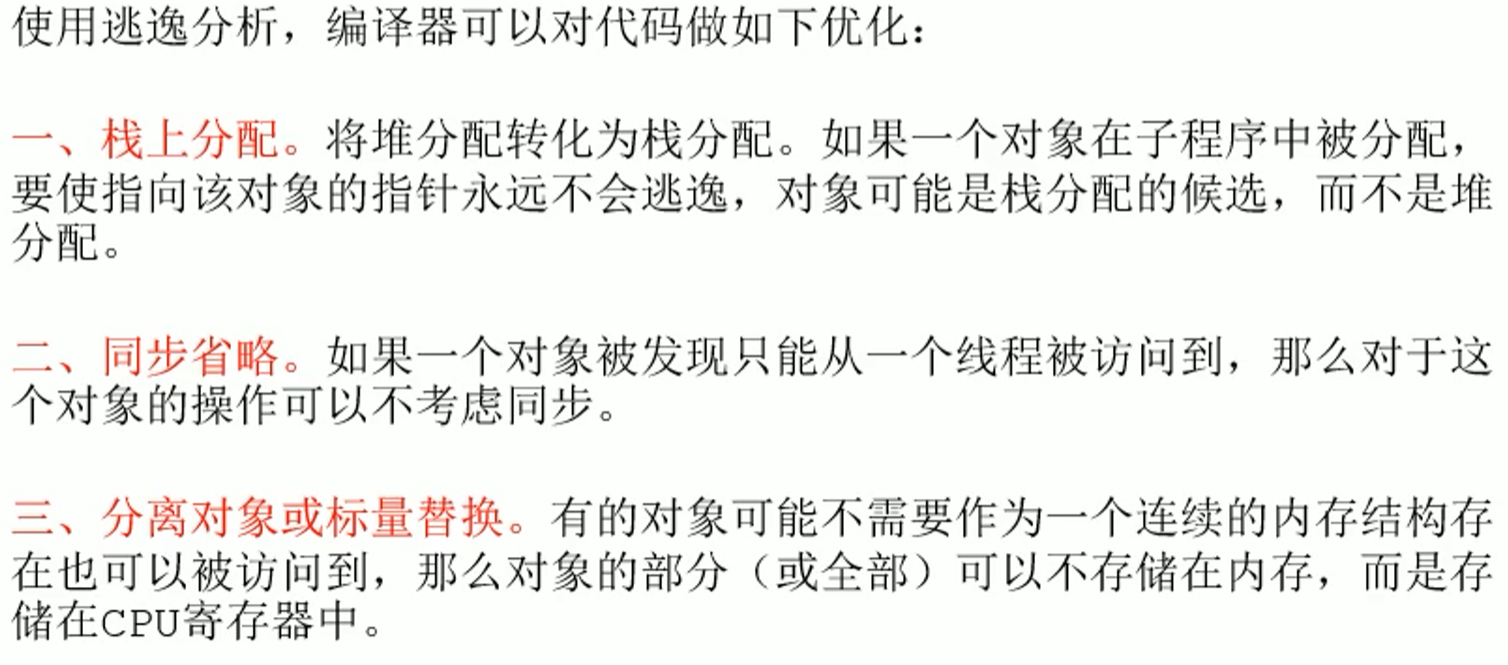 使用逃逸分析，编译器可以对代码做如下优化：
一、栈上分配。将堆分配转化为栈分配。如果一个对象在子程序中被分配，
要使指向该对象的指针永远不会逃逸，对象可能是栈分配的候选，而不是堆
分配。
二、同步省略。如果一个对象被发现只能从一个线程被访问到，那么对于这
个对象的操作可以不考虑同步。
三、分离对象或标量替换。有的对象可能不需要作为一个连续的内存结构存
在也可以被访问到，那么对象的部分（或全部）可以不存储在内存，而是存
储在CPU寄存器中。